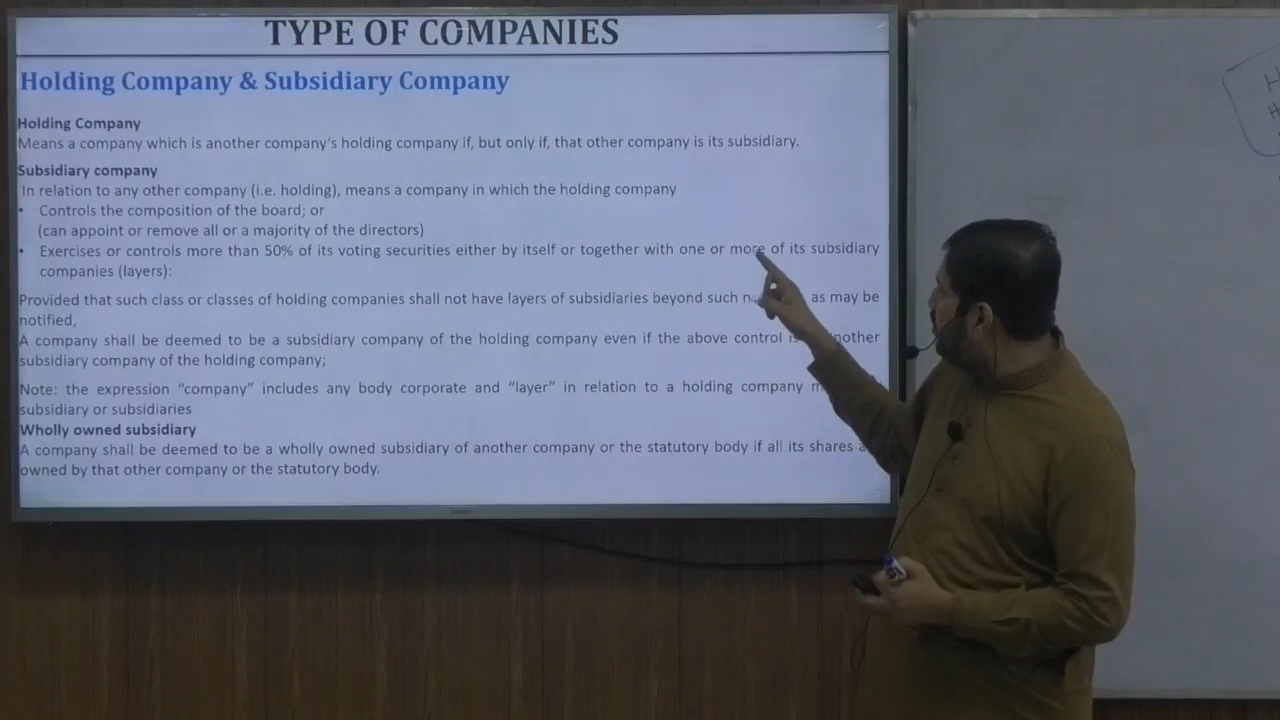 TYPE OF COMPANIES
Holding Company & Subsidiary Company
Holding Company
Means a company which is another company's holding company if, but only if, that other company is its subsidiary.
Subsidiary company
In relation to any other company (i.e. holding), means a company in which the holding company
• Controls the composition of the board; or
(can appoint or remove all or a majority of the directors)
• Exercises or controls more than 50% of its voting securities either by itself or together with one or more of its subsidiary
companies (layers):
Provided that such class or classes of holding companies shall not have layers of subsidiaries beyond such as may be
notified,
A company shall be deemed to be a subsidiary company of the holding company even if the above control
subsidiary company of the holding company;
Note: the expression “company” includes any body corporate and “layer” in relation to a holding company
subsidiary or subsidiaries
Wholly owned subsidiary
A company shall be deemed to be a wholly owned subsidiary of another company or the statutory body if all its shares
owned by that other company or the statutory body.